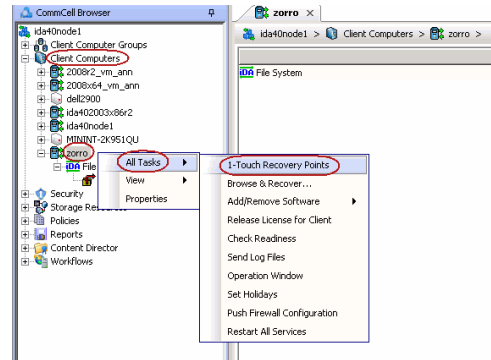 CommCell Browser
zorro
ida40node1
Client Computer Groups
Client Computers
2008r2_vm_ann
2008x64_vm_ann
dell2900
ida402003x86r2
ida40node1
MININT-2K951QU
zorro
iDA File
Security
Storage Resources
Policies
Reports
Content Director
Workflows
All Tasks
View
Properties
1-Touch Recovery Points
Browse & Recover...
Add/Remove Software
Release License for Client
Check Readiness
Send Log Files
Operation Window
Set Holidays
Push Firewall Configuration
Restart All Services
ida40node1 > Client Computers > zorro >
iDA File System